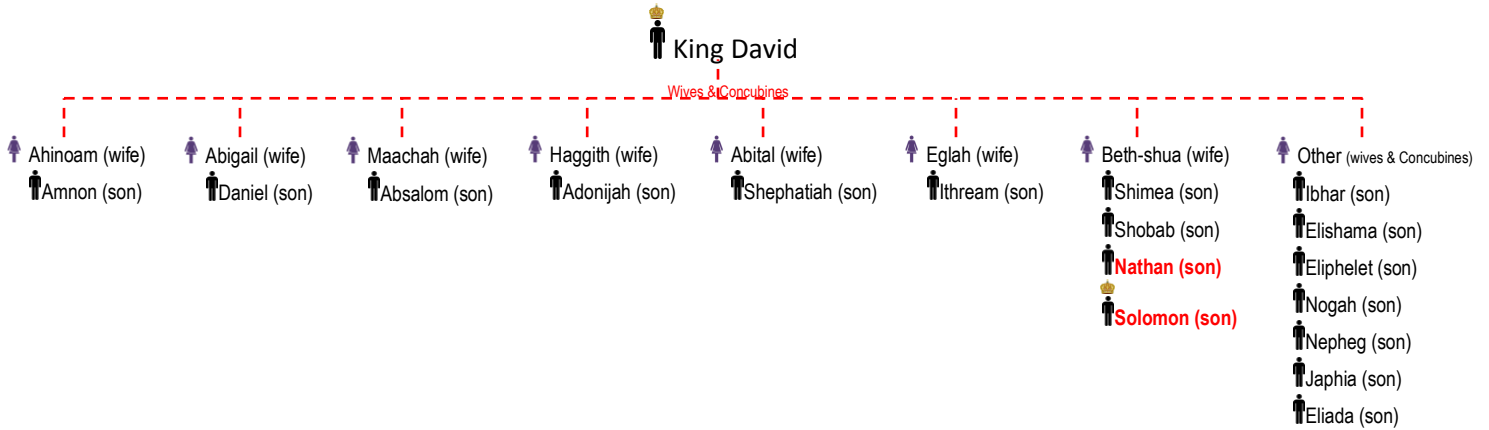 King David
Wives & Concubines
Ahinoam (wife)
Amnon (son)
Abigail (wife)
Daniel (son)
Maachah (wife)
Absalom (son)
Haggith (wife)
Adonijah (son)
Abital (wife)
Shephatiah (son)
Eglah (wife)
Ithream (son)
Beth-shua (wife)
Shimea (son)
Shobab (son)
Nathan (son)
Solomon (son)
Other (wives & Concubines)
Ibhar (son)
Elishama (son)
Eliphelet (son)
Nogah (son)
Nepheg (son)
Japhia (son)
Eliada (son)